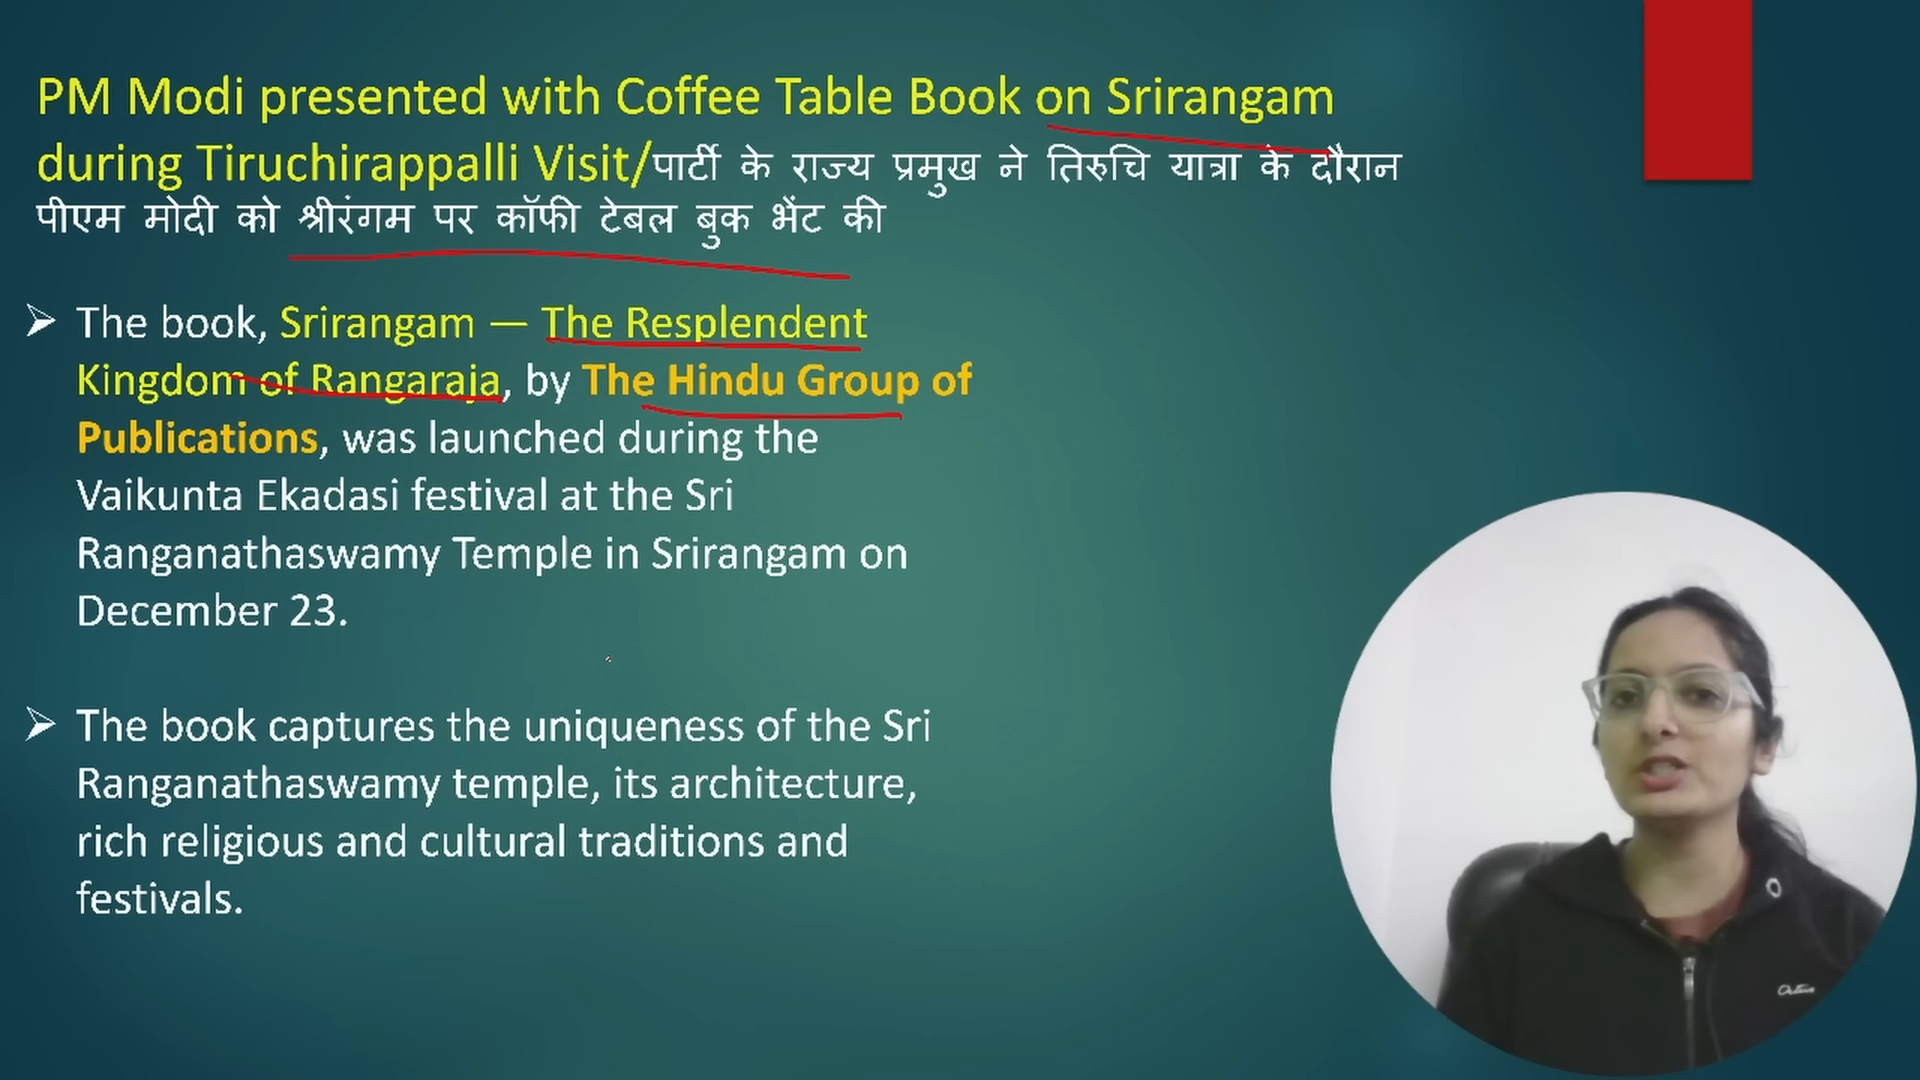 PM Modi presented with Coffee Table Book on Srirangam
during Tiruchirappalli Visit/पार्टी के राज्य प्रमुख ने तिरुचि यात्रा के दौरान
पीएम मोदी को श्रीरंगम पर कॉफी टेबल बुक भेंट की
➢ The book, Srirangam — The Resplendent
Kingdom of Rangaraja, by The Hindu Group of
Publications, was launched during the
Vaikunta Ekadasi festival at the Sri
Ranganathaswamy Temple in Srirangam on
December 23.
➢ The book captures the uniqueness of the Sri
Ranganathaswamy temple, its architecture,
rich religious and cultural traditions and
festivals.